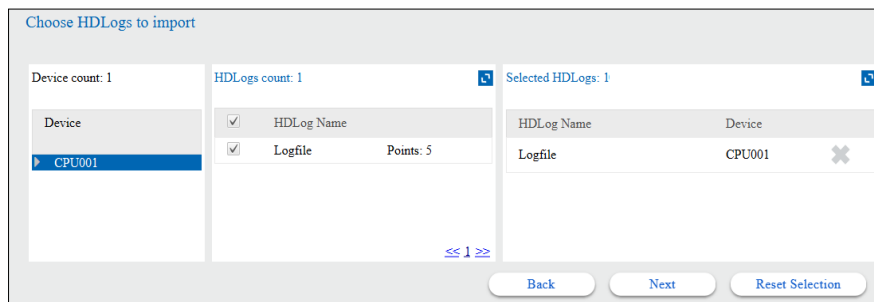 Choose HDLogs to import
Device count: 1
HDLogs count: 1
Selected HDLogs: 1
Device
HDLog Name
HDLog Name Device
CPU001
Logfile Points: 5
Logfile CPU001
<< 1 >>
Back Next Reset Selection